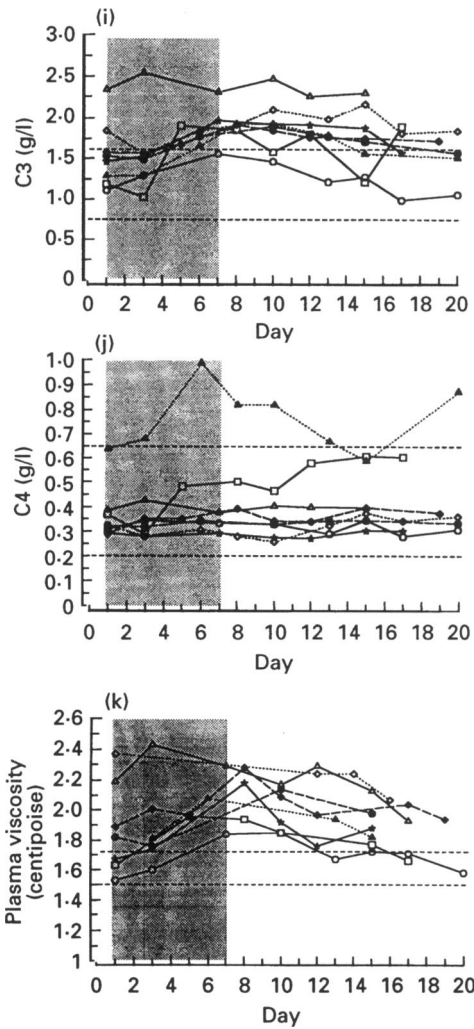 (i)
C3 (g/l)
3·0
2·5
2·0
1·5
1·0
0·5
0
0 2 4 6 8 10 12 14 16 18 20
Day
(j)
C4 (g/l)
1·0
0·9
0·8
0·7
0·6
0·5
0·4
0·3
0·2
0·1
0
0 2 4 6 8 10 12 14 16 18 20
Day
(k)
Plasma viscosity
(centipoise)
2·6
2·4
2·2
2·0
1·8
1·6
1·4
1·2
1
0 2 4 6 8 10 12 14 16 18 20
Day